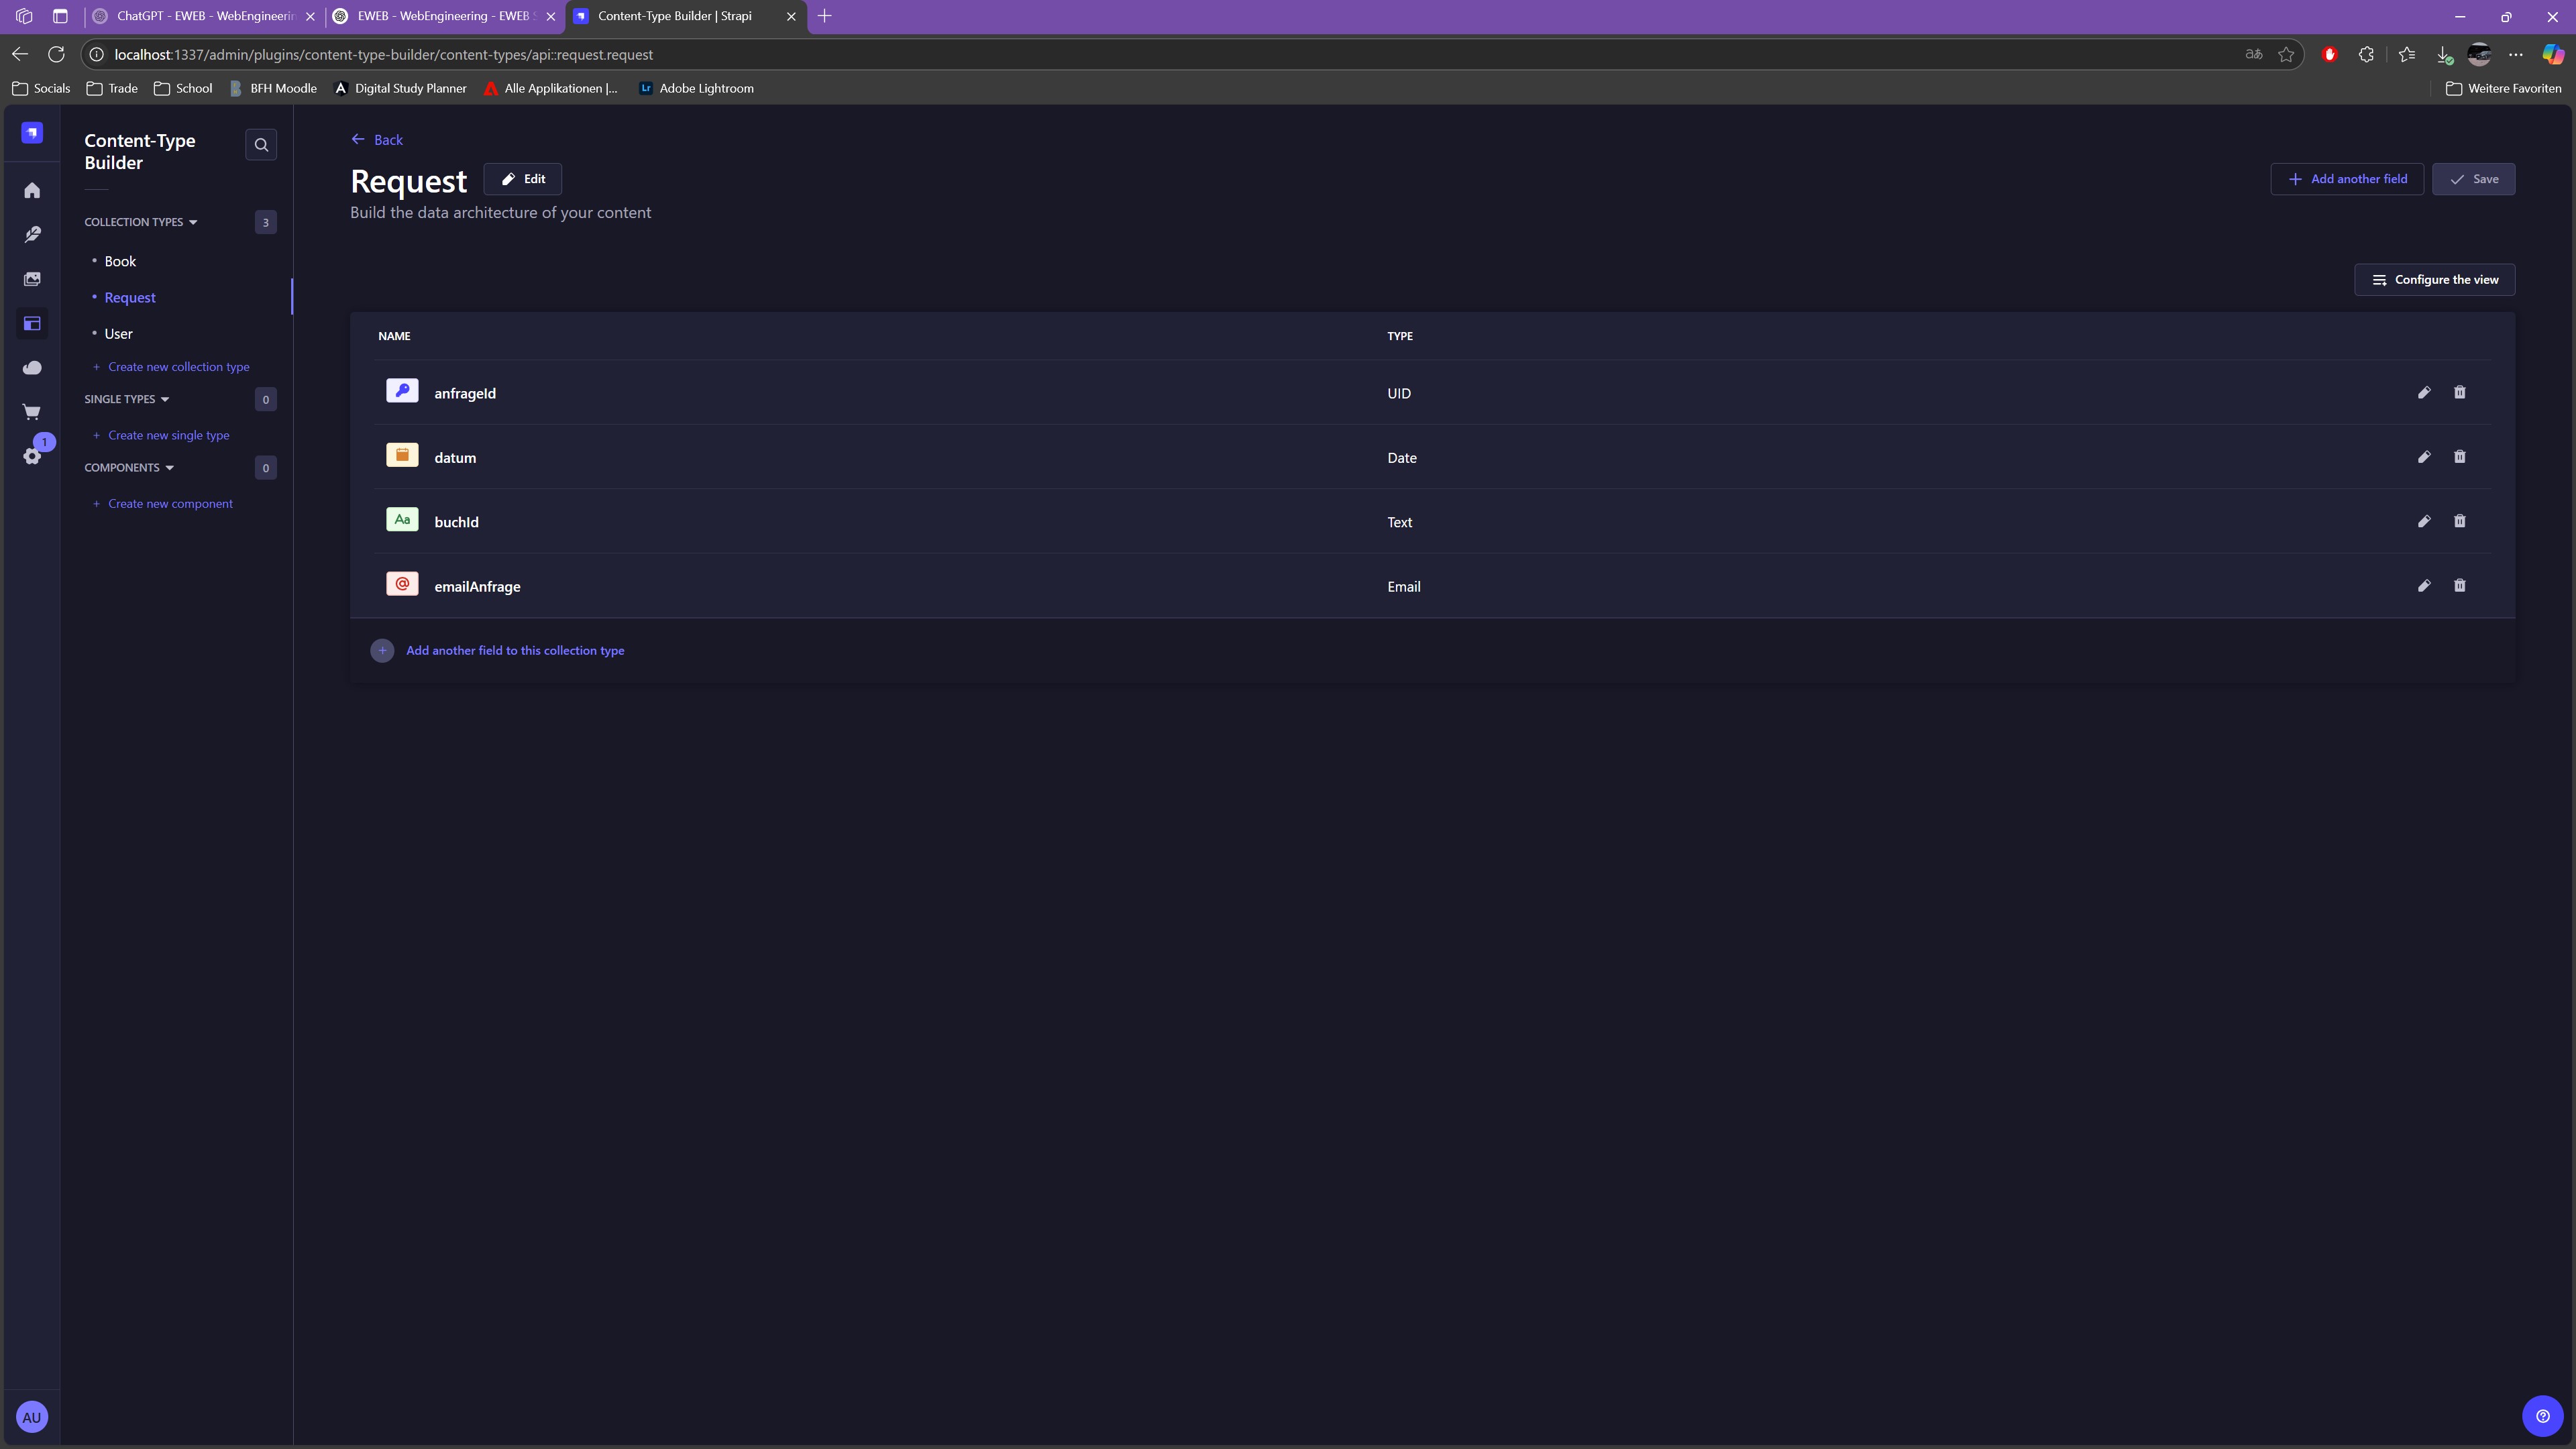 ChatGPT - EWEB - WebEngineerin
EWEB - WebEngineering - EWEB S
Content-Type Builder | Strapi
localhost:1337/admin/plugins/content-type-builder/content-types/api::request.request
aあ
Socials
Trade
School
BFH Moodle
Digital Study Planner
Alle Applikationen |...
Lr Adobe Lightroom
Weitere Favoriten
Content-Type
Builder
COLLECTION TYPES 3
Book
Request
User
+ Create new collection type
SINGLE TYPES 0
+ Create new single type
COMPONENTS 0
+ Create new component
1
AU
Back
Request
Edit
Build the data architecture of your content
Add another field
Save
Configure the view
NAME TYPE
anfrageId UID
datum Date
Aa buchId Text
@ emailAnfrage Email
Add another field to this collection type